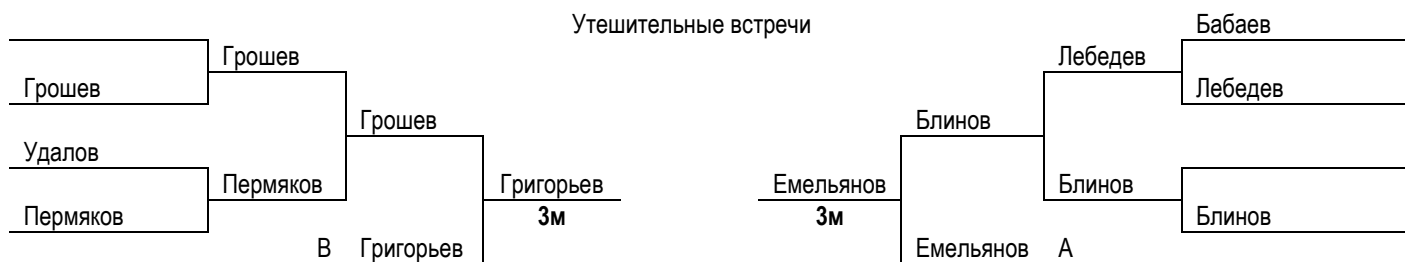 Утешительные встречи
Бабаев
Грошев
Лебедев
Грошев
Лебедев
Грошев
Блинов
Удалов
Пермяков
Григорьев
Емельянов
Блинов
Пермяков
3м
3м
Блинов
В
Григорьев
Емельянов
А